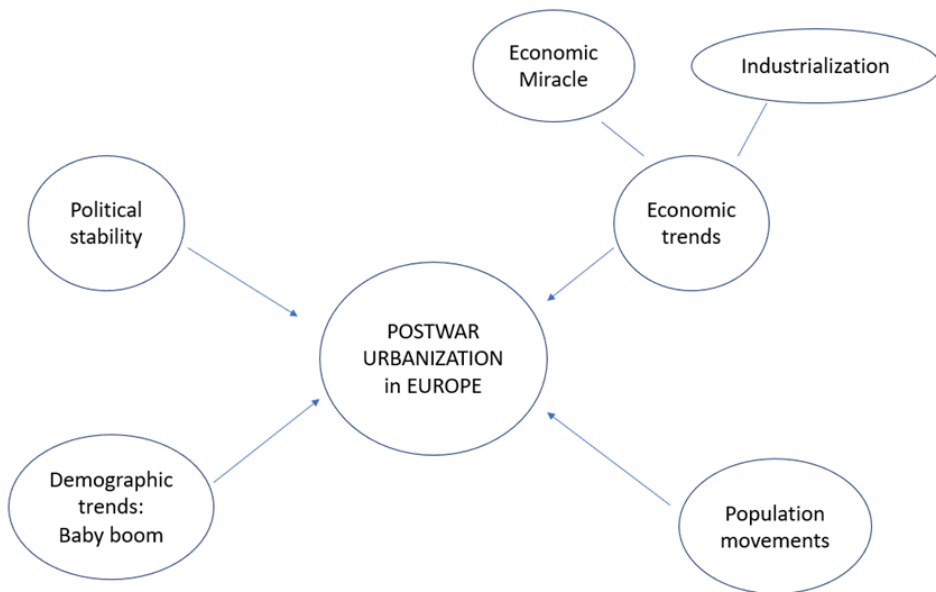 Economic
Miracle
Industrialization
Political
stability
Economic
trends
POSTWAR
URBANIZATION
in EUROPE
Demographic
trends:
Baby boom
Population
movements